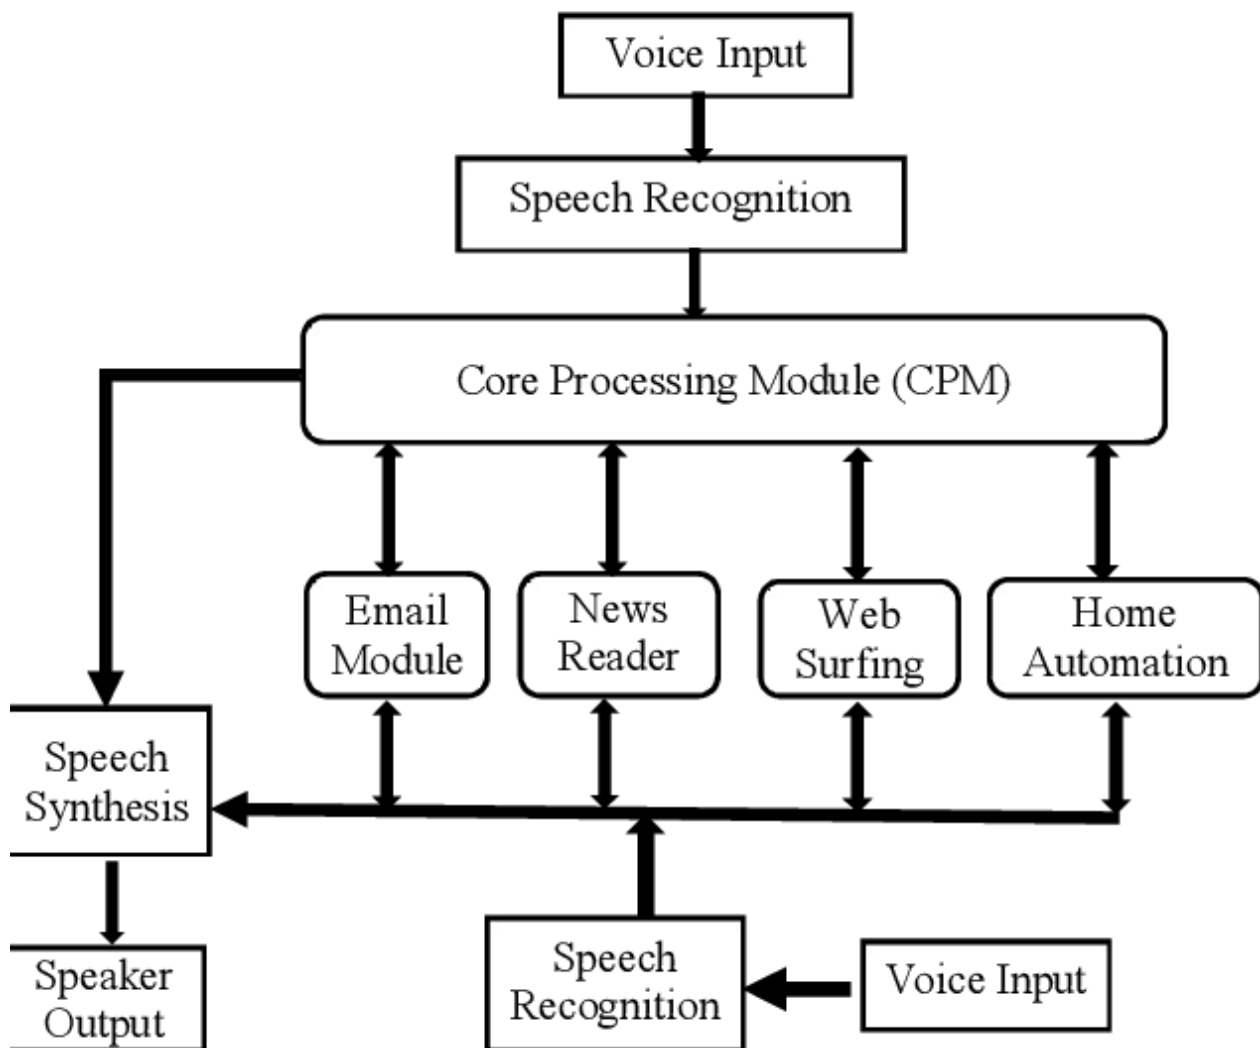 Voice Input
Speech Recognition
Core Processing Module (CPM)
Email
Module
News
Reader
Web
Surfing
Home
Automation
Speech
Synthesis
Speaker
Output
Speech
Recognition
Voice Input